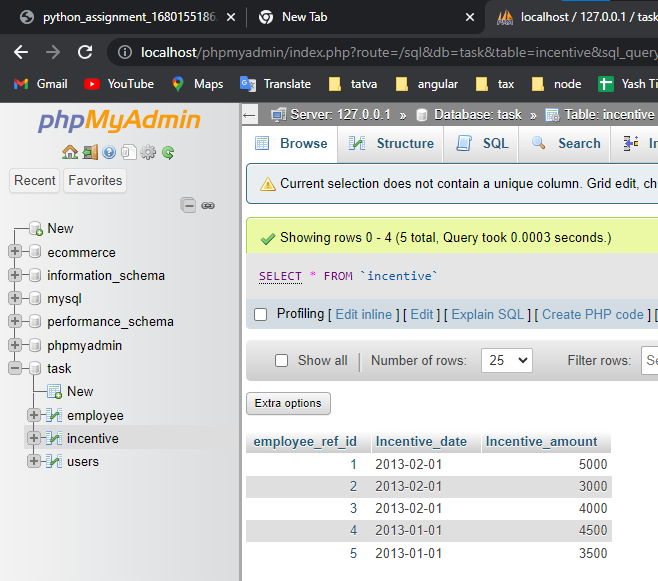 python_assignment_1680155186
New Tab
localhost / 127.0.0.1 / task
localhost/phpmyadmin/index.php?route=/sql&db=task&table=incentive&sql_query
Gmail YouTube Maps Translate tatva angular tax node Yash Ti
phpMyAdmin
Recent Favorites
New
ecommerce
information_schema
mysql
performance_schema
phpmyadmin
task
New
employee
incentive
users
Server: 127.0.0.1 » Database: task » Table: incentive
Browse Structure SQL Search In
Current selection does not contain a unique column. Grid edit, ch
Showing rows 0 - 4 (5 total, Query took 0.0003 seconds.)
SELECT * FROM `incentive`
Profiling [ Edit inline ] [ Edit ] [ Explain SQL ] [ Create PHP code ] [
Show all | Number of rows: 25 Filter rows: Se
Extra options
employee_ref_id Incentive_date Incentive_amount
1 2013-02-01 5000
2 2013-02-01 3000
3 2013-02-01 4000
4 2013-01-01 4500
5 2013-01-01 3500